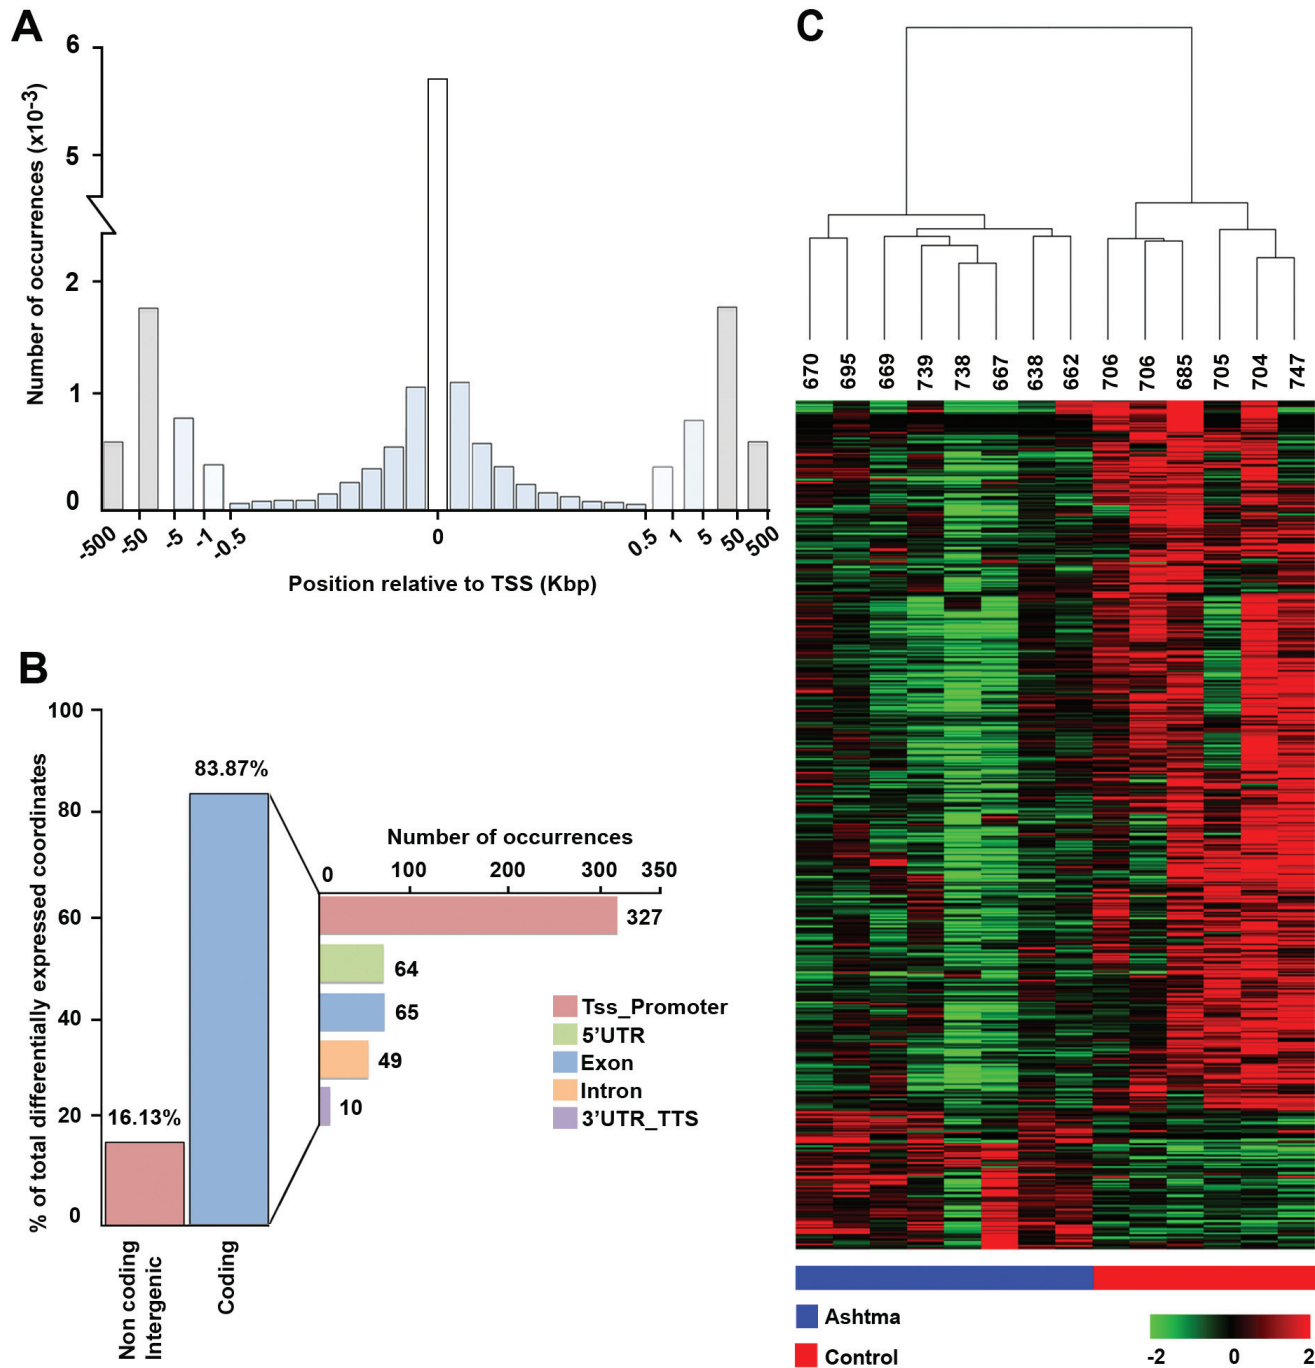 A
Number of occurrences (x10-3)
6
5
2
1
0
-500 -50 -5 -1 -0.5 0 0.5 1 5 50 500
Position relative to TSS (Kbp)
B
% of total differentially expressed coordinates
100
80
60
40
20
0
83.87%
16.13%
Non coding
Intergenic
Coding
Number of occurrences
0 100 200 300 350
327
64
65
49
10
Tss_Promoter
5’UTR
Exon
Intron
3’UTR_TTS
C
670 695 669 739 738 667 638 662 706 706 685 705 704 747
Ashtma
Control
-2 0 2